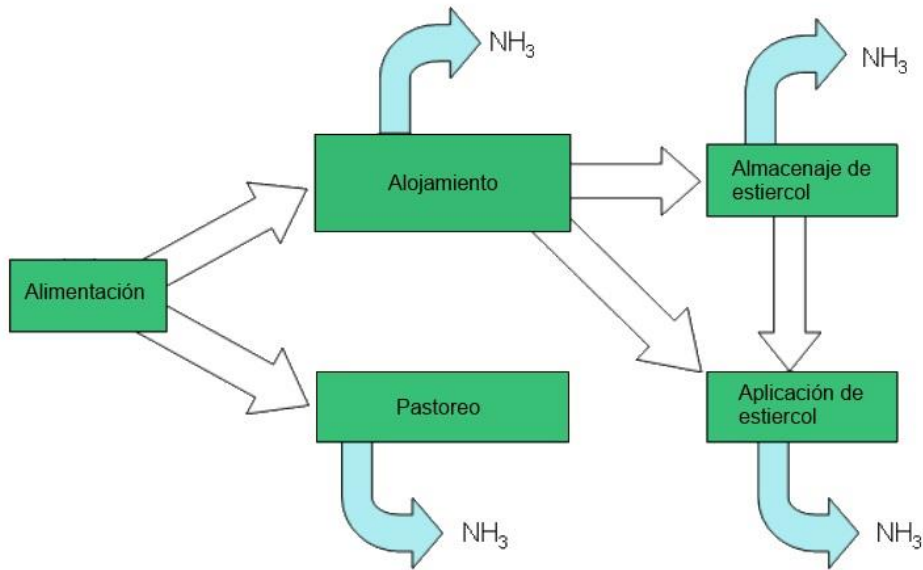 NH₃
NH₃
Alojamiento
Almacenaje de
estiercol
Alimentación
Pastoreo
Aplicación de
estiercol
NH₃
NH₃